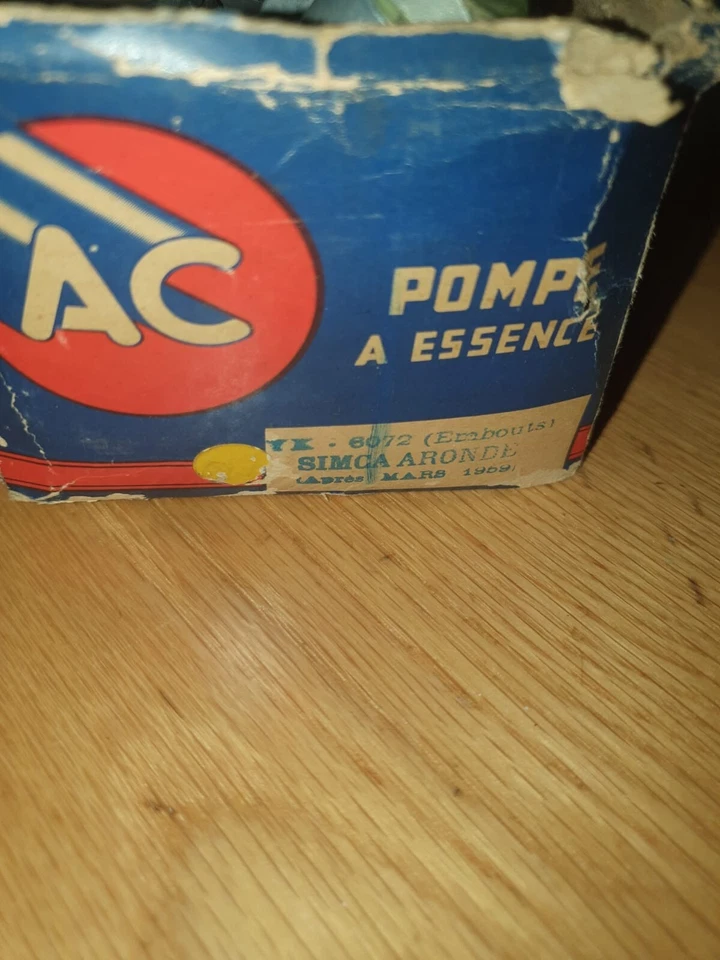 AC
POMPE
A ESSENCE
YK - 6072 (Embouts)
SIMCA ARONDE
(Après MARS 1959)